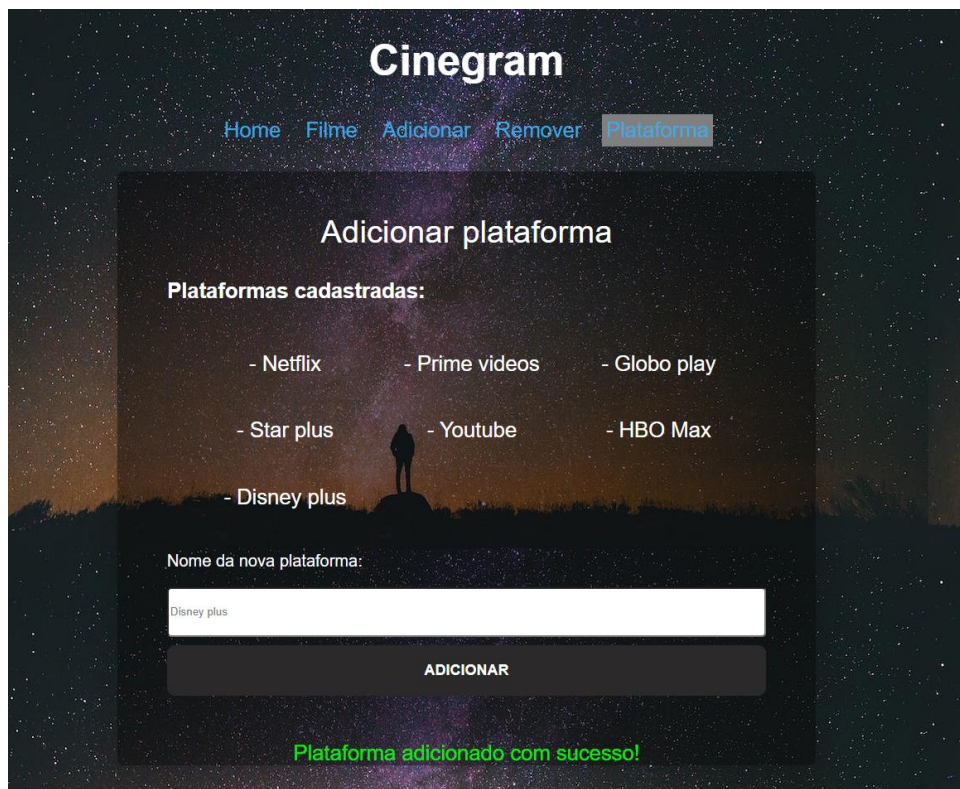 Cinegram
Home Filme Adicionar Remover Plataforma
Adicionar plataforma
Plataformas cadastradas:
- Netflix - Prime videos - Globo play
- Star plus - Youtube - HBO Max
- Disney plus
Nome da nova plataforma:
Disney plus
ADICIONAR
Plataforma adicionado com sucesso!